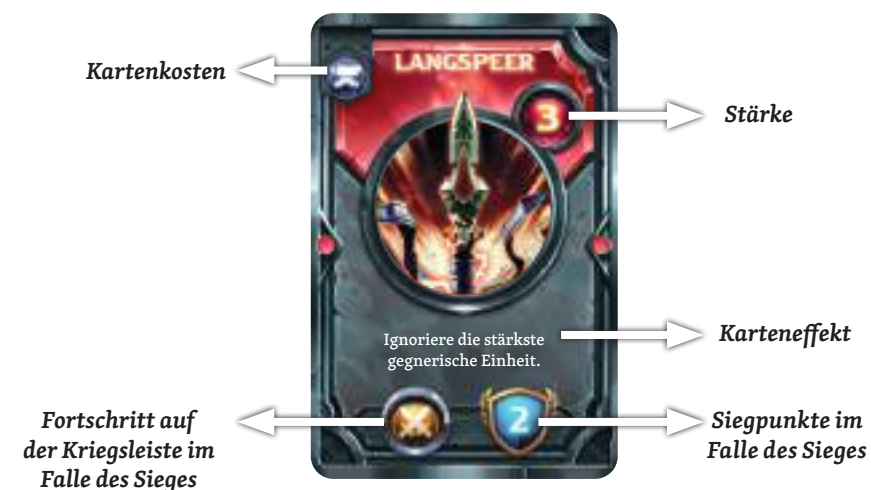 Kartenkosten
LANGSPEER
3
Stärke
Ignoriere die stärkste
gegnerische Einheit.
Karteneffekt
Fortschritt auf
der Kriegsleiste im
Falle des Sieges
2
Siegpunkte im
Falle des Sieges